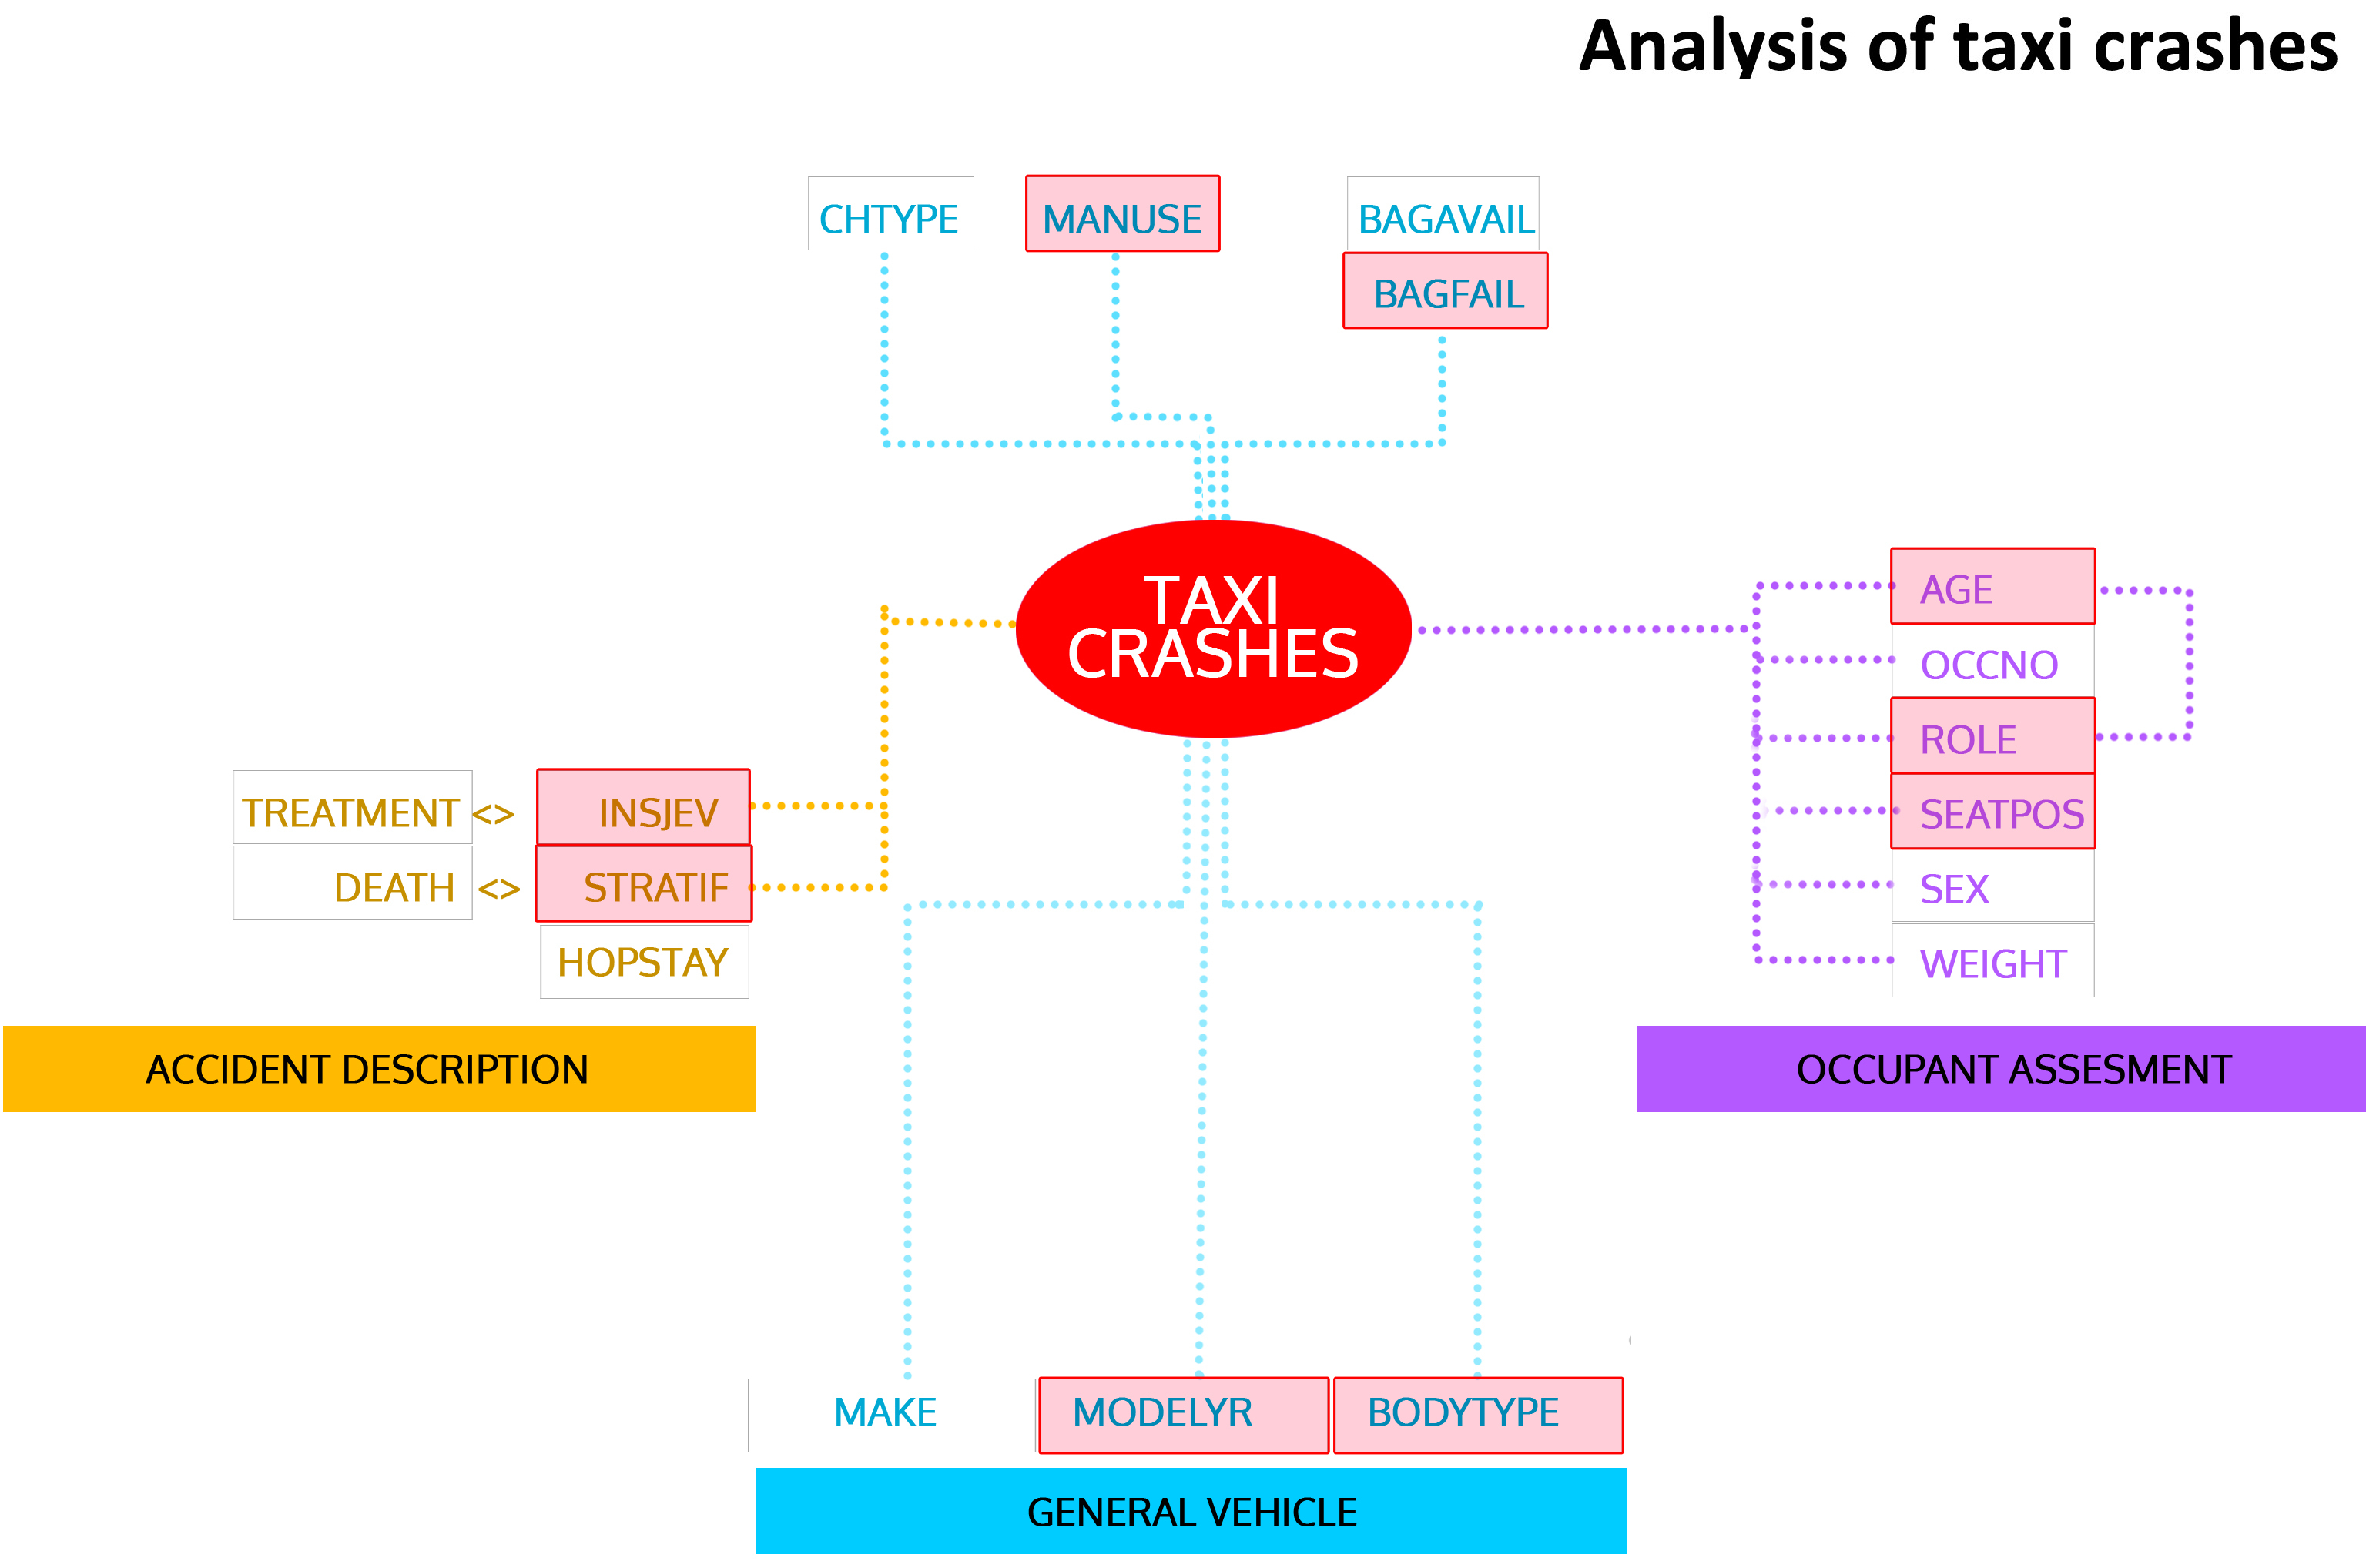 Analysis of taxi crashes
CHTYPE
MANUSE
BAGAVAIL
BAGFAIL
TAXI
CRASHES
AGE
OCCNO
ROLE
SEATPOS
SEX
WEIGHT
TREATMENT <> INSJEV
DEATH <> STRATIF
HOPSTAY
ACCIDENT DESCRIPTION
OCCUPANT ASSESMENT
MAKE
MODELYR
BODYTYPE
GENERAL VEHICLE